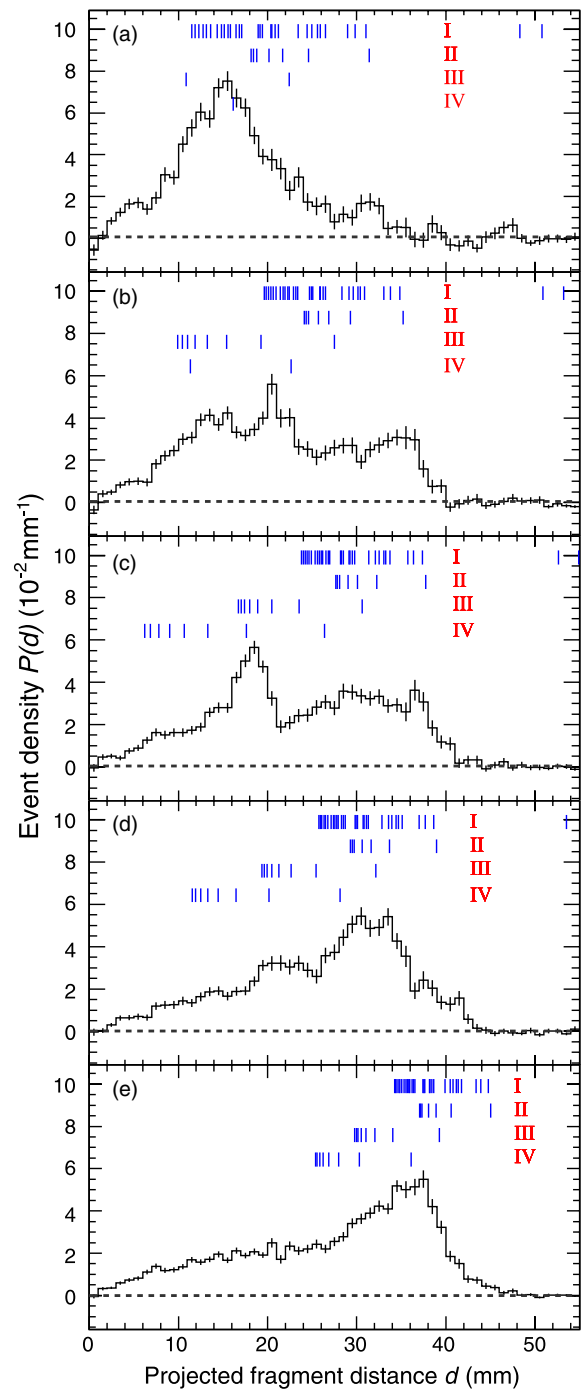 (a)
I
II
III
IV
10
8
6
4
2
0
(b)
I
II
III
IV
10
8
6
4
2
0
(c)
I
II
III
IV
10
8
6
4
2
0
(d)
I
II
III
IV
10
8
6
4
2
0
(e)
I
II
III
IV
10
8
6
4
2
0
0 10 20 30 40 50
Event density P(d) (10⁻²mm⁻¹)
Projected fragment distance d (mm)